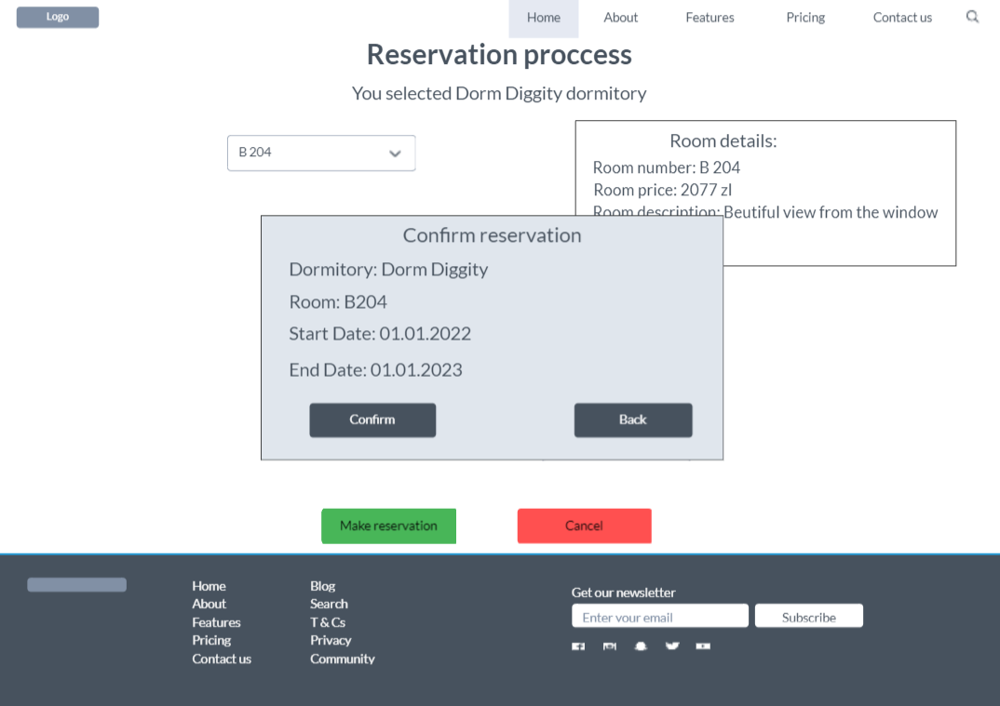 Logo
Home
About
Features
Pricing
Contact us
Reservation proccess
You selected Dorm Diggity dormitory
B 204
Room details:
Room number: B 204
Room price: 2077 zl
Room description: Beutiful view from the window
Confirm reservation
Dormitory: Dorm Diggity
Room: B204
Start Date: 01.01.2022
End Date: 01.01.2023
Confirm
Back
Make reservation
Cancel
Home
About
Features
Pricing
Contact us
Blog
Search
T & Cs
Privacy
Community
Get our newsletter
Enter your email
Subscribe